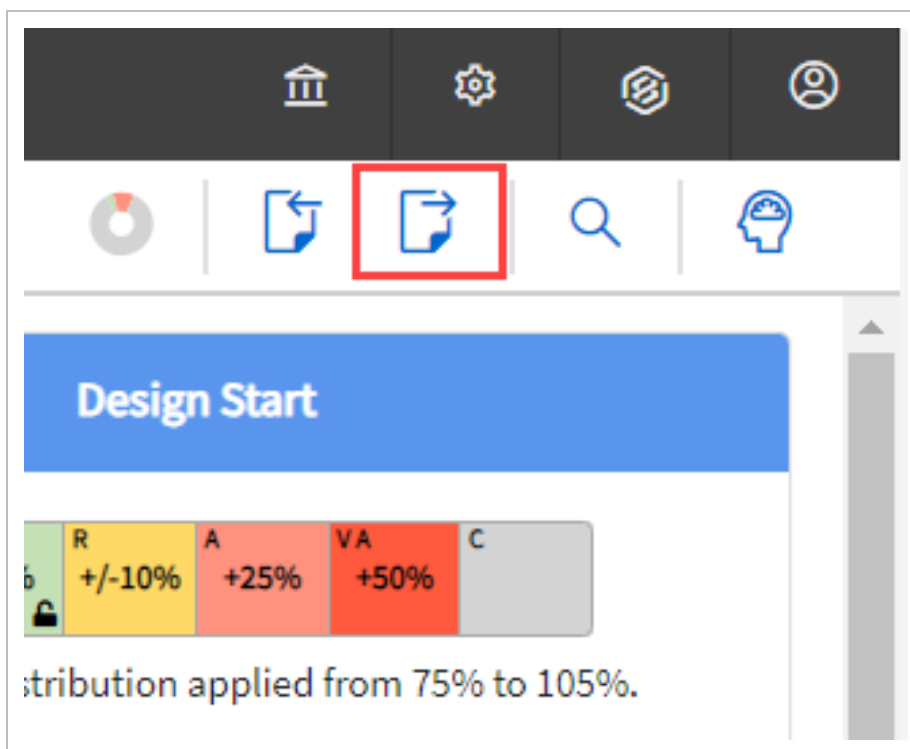 Design Start
R A VA C
% +/-10% +25% +50%
stribution applied from 75% to 105%.